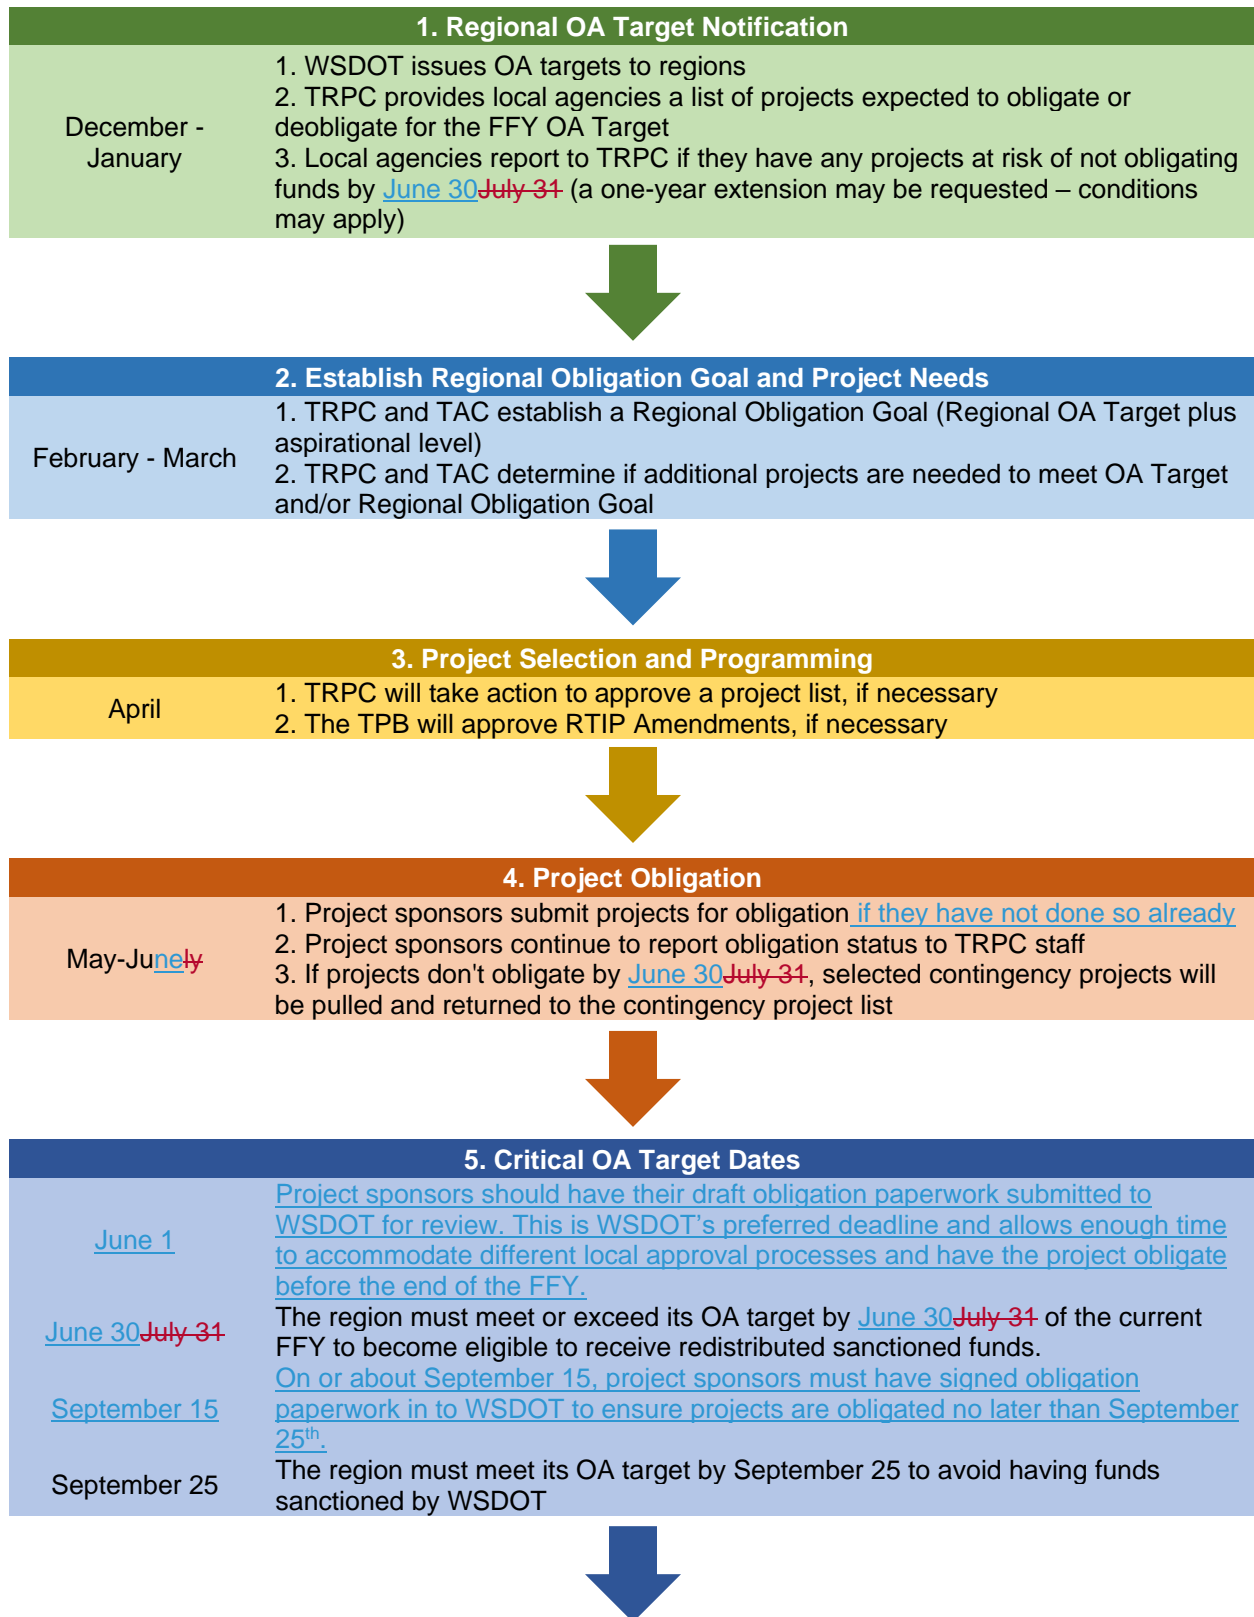 1. Regional OA Target Notification
December -
January
1. WSDOT issues OA targets to regions
2. TRPC provides local agencies a list of projects expected to obligate or
deobligate for the FFY OA Target
3. Local agencies report to TRPC if they have any projects at risk of not obligating
funds by June 30July 31 (a one-year extension may be requested – conditions
may apply)
2. Establish Regional Obligation Goal and Project Needs
February - March
1. TRPC and TAC establish a Regional Obligation Goal (Regional OA Target plus
aspirational level)
2. TRPC and TAC determine if additional projects are needed to meet OA Target
and/or Regional Obligation Goal
3. Project Selection and Programming
April
1. TRPC will take action to approve a project list, if necessary
2. The TPB will approve RTIP Amendments, if necessary
4. Project Obligation
May-Junely
1. Project sponsors submit projects for obligation if they have not done so already
2. Project sponsors continue to report obligation status to TRPC staff
3. If projects don't obligate by June 30July 31, selected contingency projects will
be pulled and returned to the contingency project list
5. Critical OA Target Dates
June 1
Project sponsors should have their draft obligation paperwork submitted to
WSDOT for review. This is WSDOT’s preferred deadline and allows enough time
to accommodate different local approval processes and have the project obligate
before the end of the FFY.
June 30July 31
The region must meet or exceed its OA target by June 30July 31 of the current
FFY to become eligible to receive redistributed sanctioned funds.
September 15
On or about September 15, project sponsors must have signed obligation
paperwork in to WSDOT to ensure projects are obligated no later than September
25th.
September 25
The region must meet its OA target by September 25 to avoid having funds
sanctioned by WSDOT